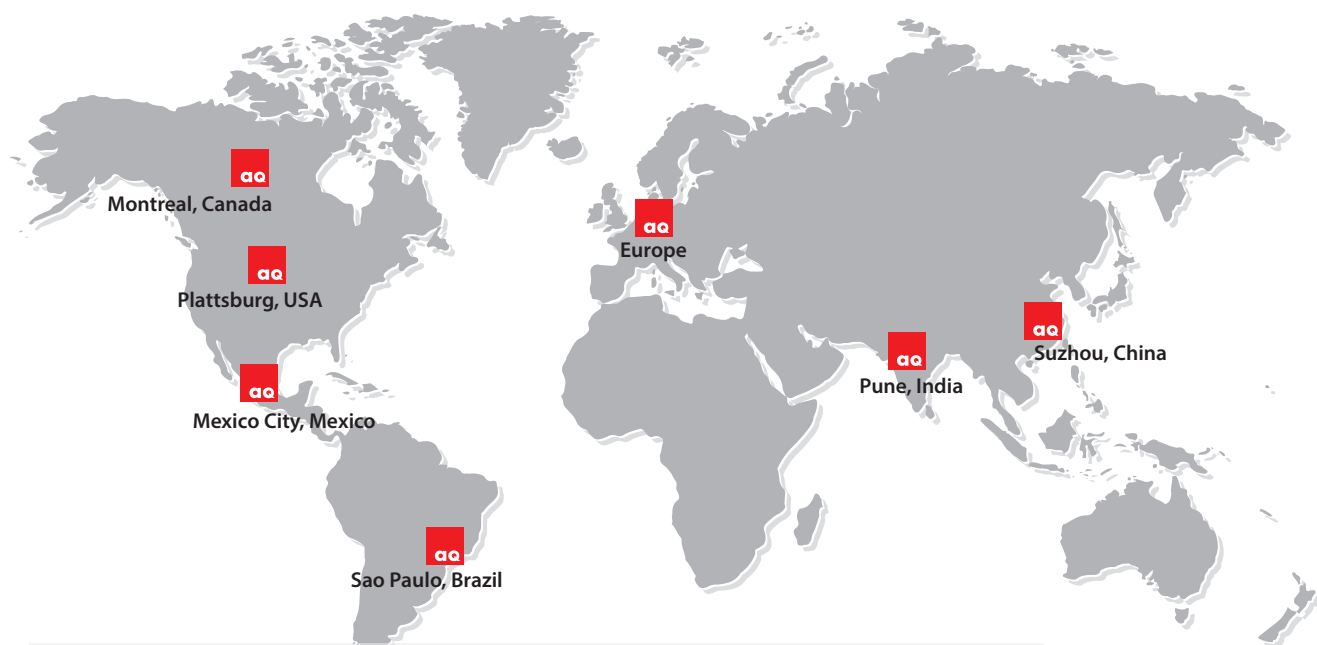 aQ
Montreal, Canada
aQ
Europe
aQ
Plattsburg, USA
aQ
Suzhou, China
aQ
Pune, India
aQ
Mexico City, Mexico
aQ
Sao Paulo, Brazil